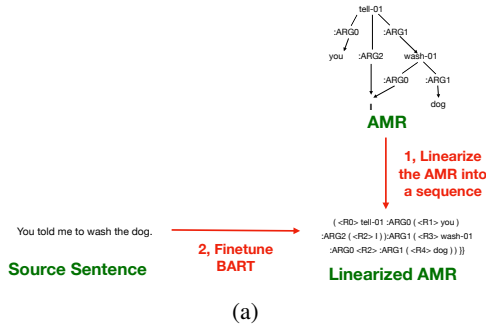 tell-01
:ARG0 :ARG1
you :ARG2 wash-01
:ARG0 :ARG1
I dog
AMR
1, Linearize
the AMR into
a sequence
( <R0> tell-01 :ARG0 ( <R1> you )
You told me to wash the dog. :ARG2 ( <R2> I ) ):ARG1 ( <R3> wash-01
2, Finetune
BART
:ARG0 <R2> :ARG1 ( <R4> dog ) ) }}
Source Sentence Linearized AMR
(a)